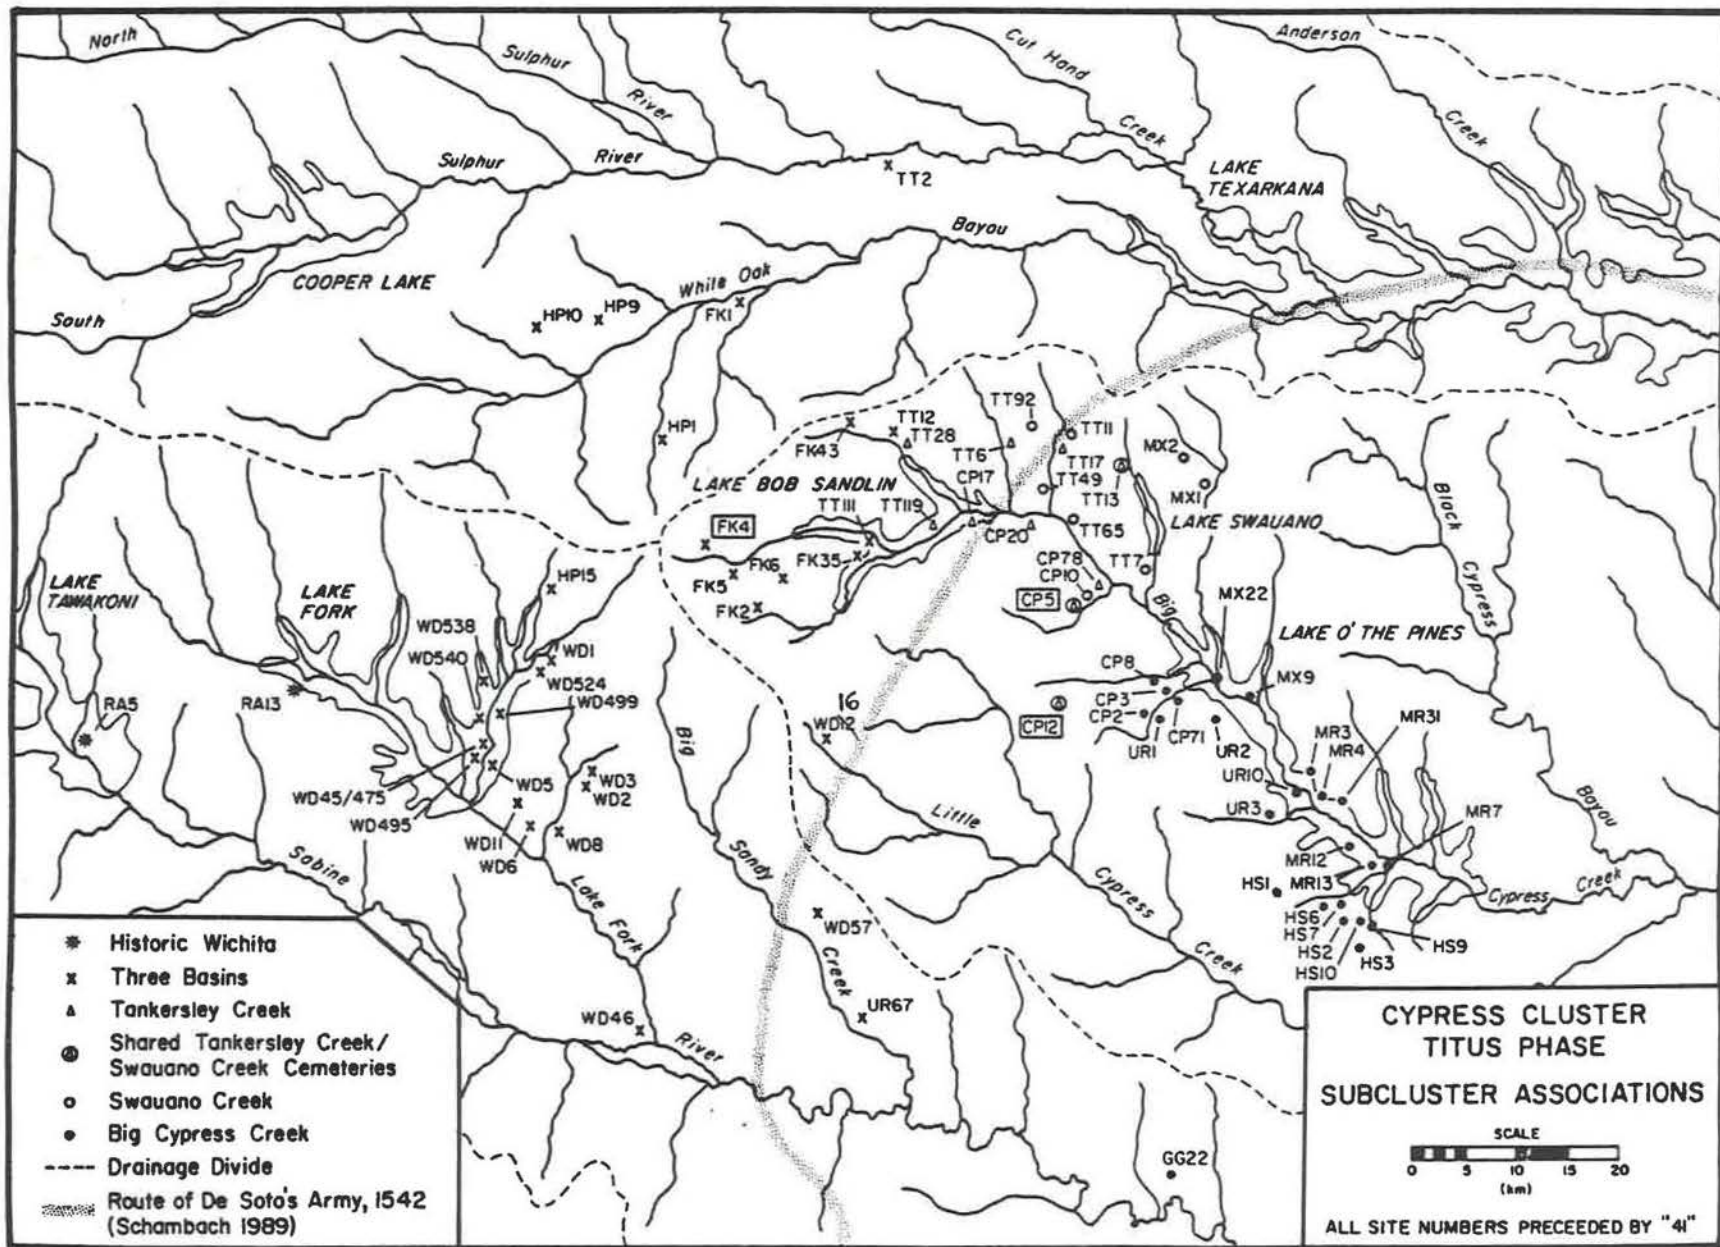 North
Sulphur
River
Cut Hand
Creek
Anderson
Creek
Sulphur
River
TT2
LAKE
TEXARKANA
Bayou
COOPER LAKE
White Oak
South
HP10
HP9
FK1
HP1
TT92
TT12
TT28
TT11
FK43
TT6
TT17
MX2
LAKE BOB SANDLIN
CP17
TT49
TT13
MX1
Black
Cypress
Bayou
TT111
TT119
FK4
CP20
TT65
LAKE SWAUANO
FK35
FK6
FK5
FK2
CP78
CP10
CP5
TT7
LAKE
TAWAKONI
LAKE
FORK
HP15
Big
MX22
LAKE O' THE PINES
WD538
WD540
WD1
WD524
WD499
CP8
CP3
CP2
CP12
MX9
RA5
RA13
16
WD12
Big
Sandy
Creek
UR1
CP71
UR2
MR3
MR4
MR31
UR10
WD3
WD2
WD5
WD45/475
WD495
WD11
WD6
WD8
Little
Cypress
Creek
UR3
MR7
MR12
MR13
Cypress Creek
Sabine
River
Lake Fork
HS1
HS6
HS7
HS2
HS10
HS3
HS9
WD57
UR67
WD46
GG22
Historic Wichita
Three Basins
Tankersley Creek
Shared Tankersley Creek/
Swauano Creek Cemeteries
Swauano Creek
Big Cypress Creek
Drainage Divide
Route of De Soto's Army, 1542
(Schambach 1989)
CYPRESS CLUSTER
TITUS PHASE
SUBCLUSTER ASSOCIATIONS
SCALE
0 5 10 15 20
(km)
ALL SITE NUMBERS PRECEEDED BY "41"